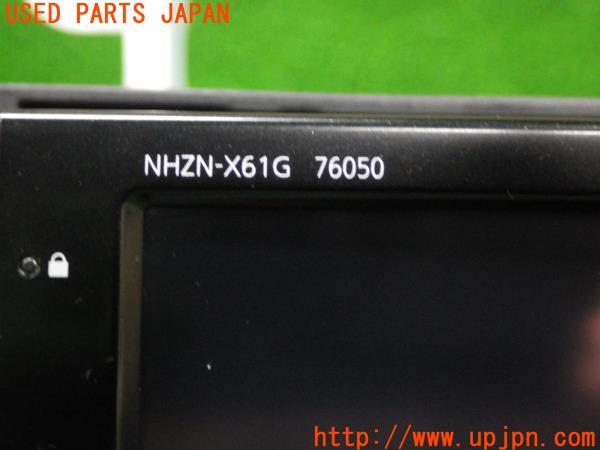 USED PARTS JAPAN
NHZN-X61G 76050
http://www.upjpn.com